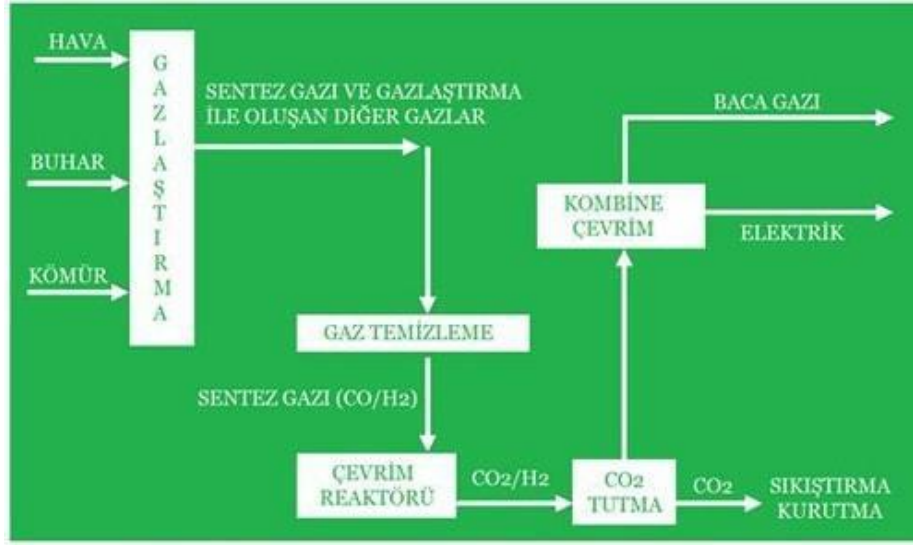 HAVA
BUHAR
KÖMÜR
GAZLAŞTIRMA
SENTEZ GAZI VE GAZLAŞTIRMA
İLE OLUŞAN DİĞER GAZLAR
GAZ TEMİZLEME
SENTEZ GAZI (CO/H2)
ÇEVRİM
REAKTÖRÜ
CO2/H2
CO2
TUTMA
CO2
SIKIŞTIRMA
KURUTMA
KOMBİNE
ÇEVRİM
BACA GAZI
ELEKTRİK